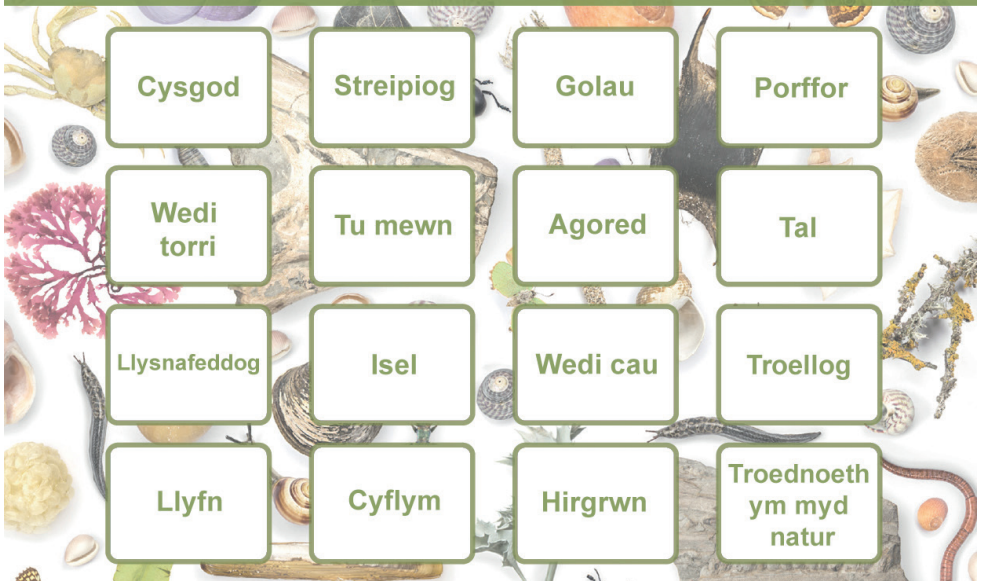 Cysgod
Streipiog
Golau
Porffor
Wedi
torri
Tu mewn
Agored
Tal
Llysnafeddog
Isel
Wedi cau
Troellog
Llyfn
Cyflym
Hirgrwn
Troednoeth
ym myd
natur